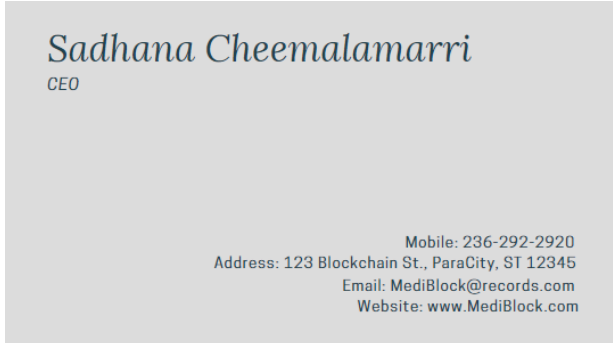 Sadhana Cheemalamarri
CEO
Mobile: 236-292-2920
Address: 123 Blockchain St., ParaCity, ST 12345
Email: MediBlock@records.com
Website: www.MediBlock.com